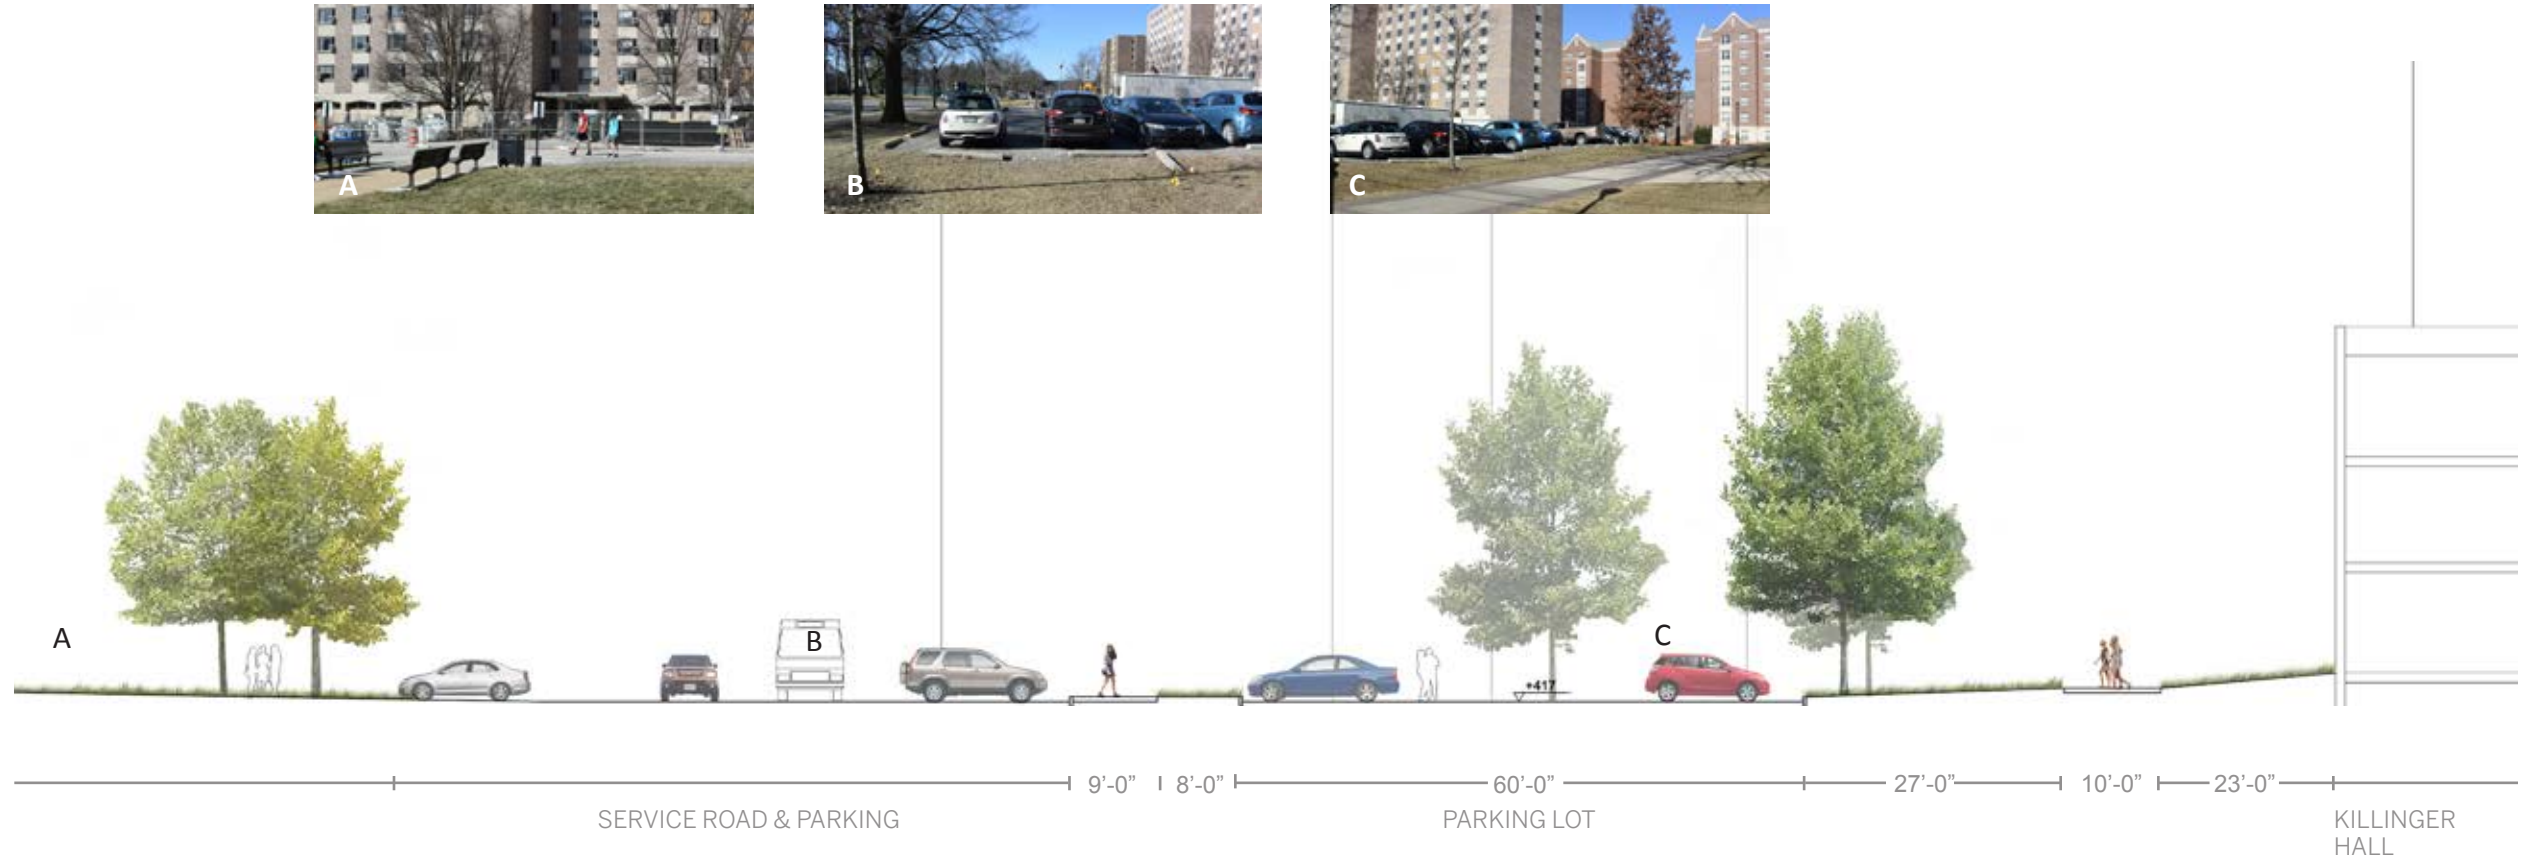 A
B
C
A
B
C
+417
9’-0”
8’-0”
60’-0”
27’-0”
10’-0”
23’-0”
SERVICE ROAD & PARKING
PARKING LOT
KILLINGER
HALL